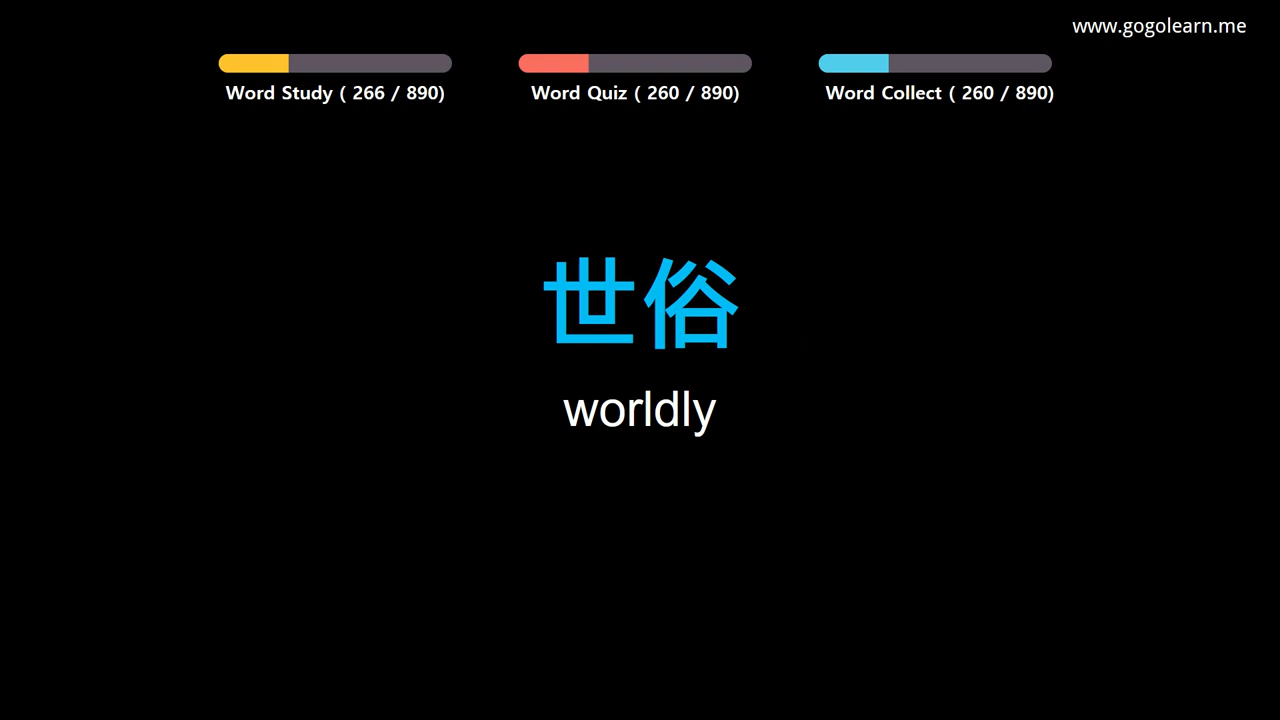 www.gogolearn.me
Word Study ( 266 / 890)
Word Quiz ( 260 / 890)
Word Collect ( 260 / 890)
世俗
worldly